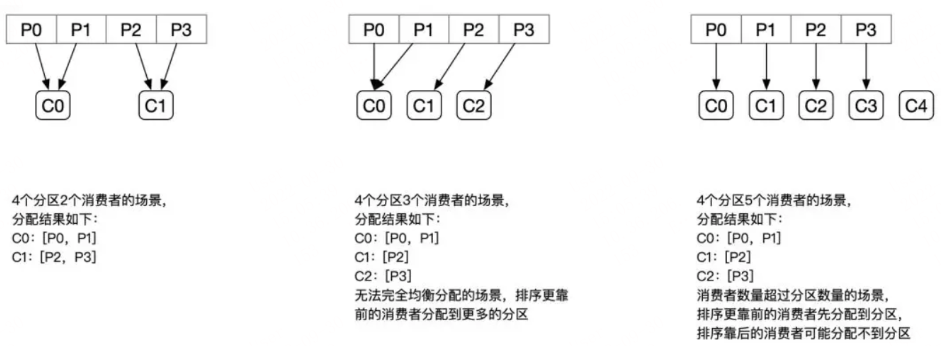 P0 P1 P2 P3
C0 C1
4个分区2个消费者的场景，
分配结果如下：
C0：[P0，P1]
C1：[P2，P3]
P0 P1 P2 P3
C0 C1 C2
4个分区3个消费者的场景，
分配结果如下：
C0：[P0，P1]
C1：[P2]
C2：[P3]
无法完全均衡分配的场景，排序更靠
前的消费者分配到更多的分区
P0 P1 P2 P3
C0 C1 C2 C3 C4
4个分区5个消费者的场景，
分配结果如下：
C0：[P0，P1]
C1：[P2]
C2：[P3]
消费者数量超过分区数量的场景，
排序更靠前的消费者先分配到分区，
排序靠后的消费者可能分配不到分区